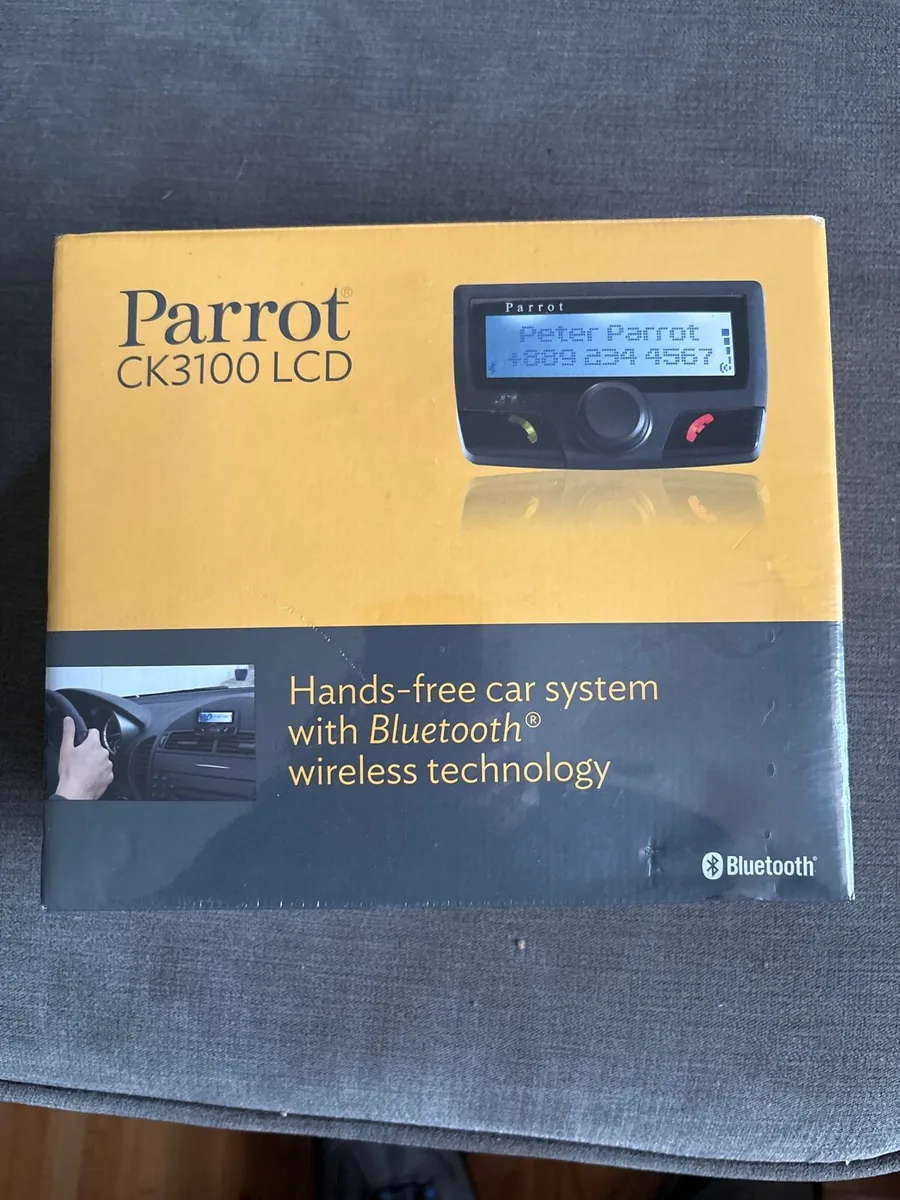 Parrot®
CK3100 LCD
Parrot
Peter Parrot
+889 234 4567
Hands-free car system
with Bluetooth®
wireless technology
Bluetooth®